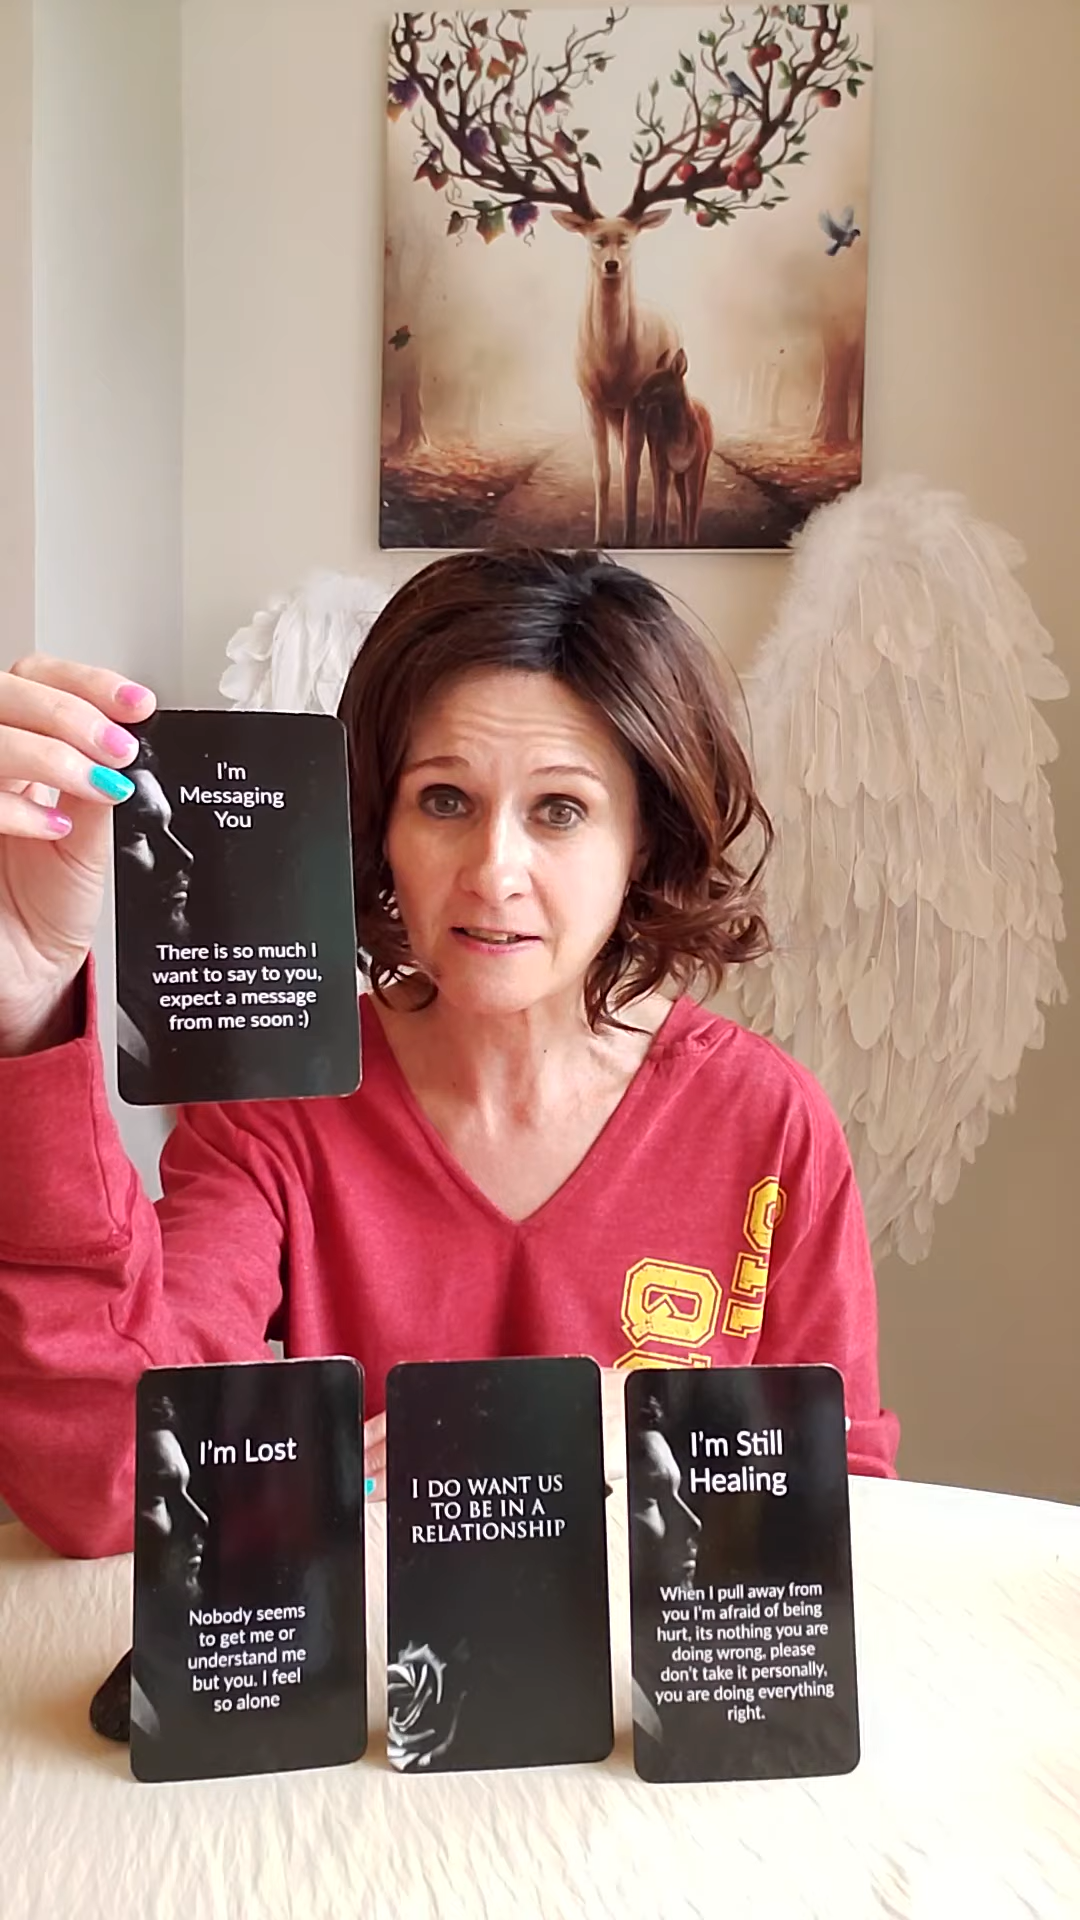 I'm
Messaging
You
There is so much I
want to say to you,
expect a message
from me soon :)
I'm Lost
Nobody seems
to get me or
understand me
but you. I feel
so alone
I DO WANT US
TO BE IN A
RELATIONSHIP
I'm Still
Healing
When I pull away from
you I'm afraid of being
hurt, its nothing you are
doing wrong, please
don't take it personally,
you are doing everything
right.